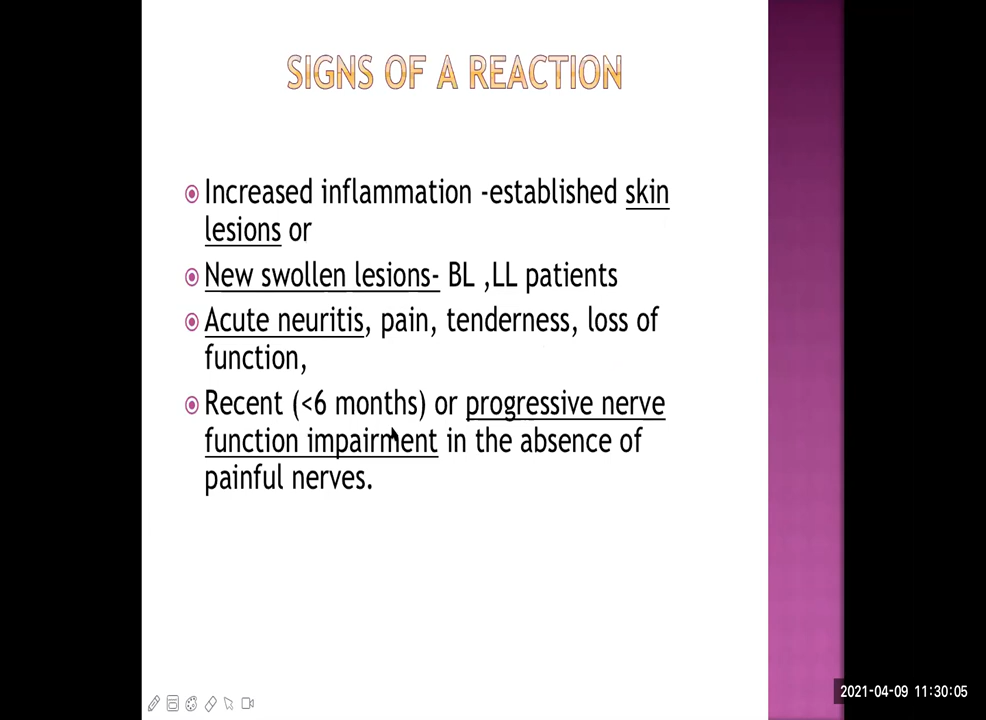 SIGNS OF A REACTION
Increased inflammation -established skin
lesions or
New swollen lesions- BL ,LL patients
Acute neuritis, pain, tenderness, loss of
function,
Recent (<6 months) or progressive nerve
function impairment in the absence of
painful nerves.
2021-04-09 11:30:05